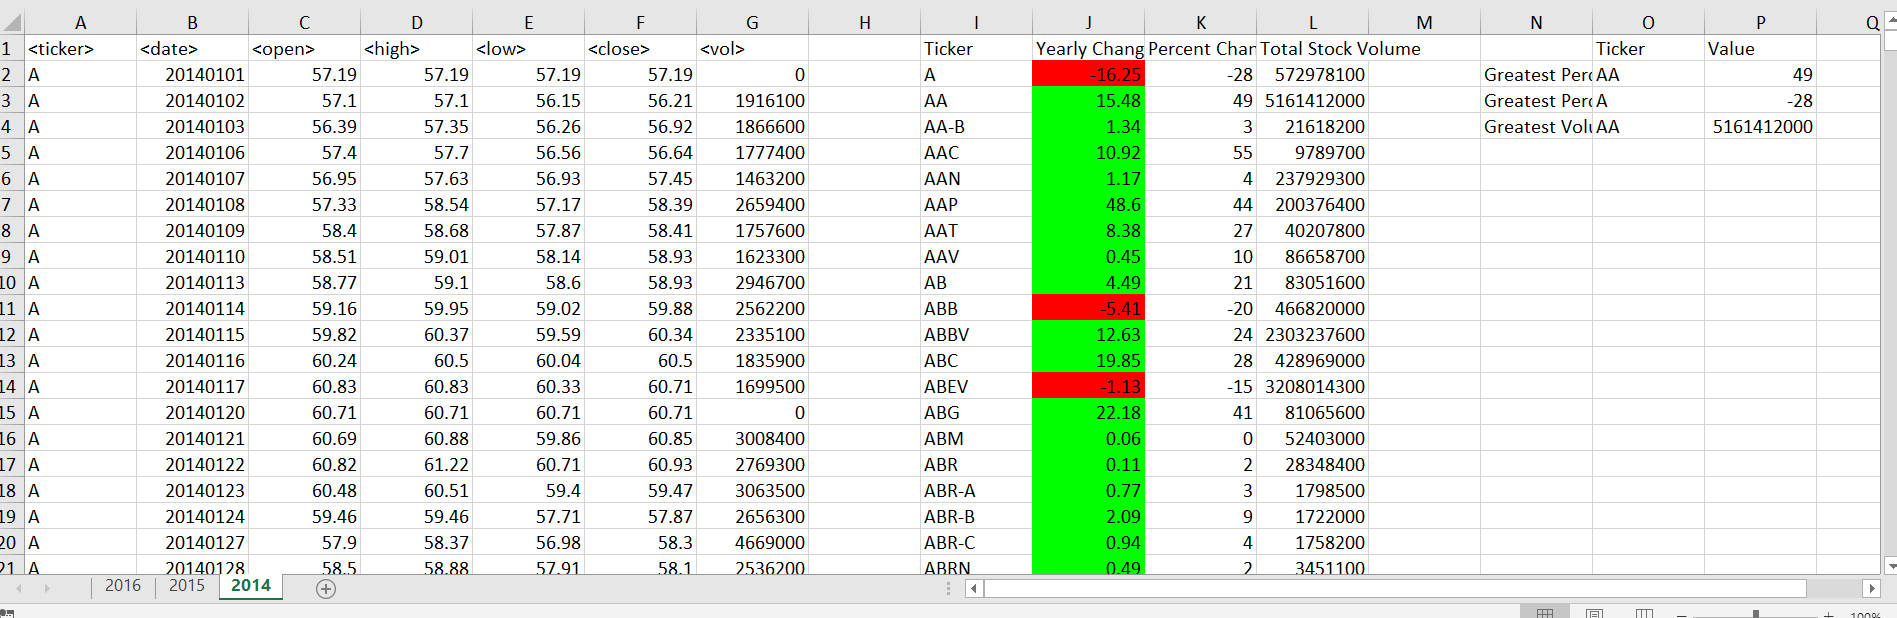 A B C D E F G H I J K L M N O P Q
1 <ticker> <date> <open> <high> <low> <close> <vol> Ticker Yearly Chang Percent Char Total Stock Volume Ticker Value
2 A 20140101 57.19 57.19 57.19 57.19 0 A -16.25 -28 572978100 Greatest Perc AA 49
3 A 20140102 57.1 57.1 56.15 56.21 1916100 AA 15.48 49 5161412000 Greatest Perc A -28
4 A 20140103 56.39 57.35 56.26 56.92 1866600 AA-B 1.34 3 21618200 Greatest Volu AA 5161412000
5 A 20140106 57.4 57.7 56.56 56.64 1777400 AAC 10.92 55 9789700
6 A 20140107 56.95 57.63 56.93 57.45 1463200 AAN 1.17 4 237929300
7 A 20140108 57.33 58.54 57.17 58.39 2659400 AAP 48.6 44 200376400
8 A 20140109 58.4 58.68 57.87 58.41 1757600 AAT 8.38 27 40207800
9 A 20140110 58.51 59.01 58.14 58.93 1623300 AAV 0.45 10 86658700
10 A 20140113 58.77 59.1 58.6 58.93 2946700 AB 4.49 21 83051600
11 A 20140114 59.16 59.95 59.02 59.88 2562200 ABB -5.41 -20 466820000
12 A 20140115 59.82 60.37 59.59 60.34 2335100 ABBV 12.63 24 2303237600
13 A 20140116 60.24 60.5 60.04 60.5 1835900 ABC 19.85 28 428969000
14 A 20140117 60.83 60.83 60.33 60.71 1699500 ABEV -1.13 -15 3208014300
15 A 20140120 60.71 60.71 60.71 60.71 0 ABG 22.18 41 81065600
16 A 20140121 60.69 60.88 59.86 60.85 3008400 ABM 0.06 0 52403000
17 A 20140122 60.82 61.22 60.71 60.93 2769300 ABR 0.11 2 28348400
18 A 20140123 60.48 60.51 59.4 59.47 3063500 ABR-A 0.77 3 1798500
19 A 20140124 59.46 59.46 57.71 57.87 2656300 ABR-B 2.09 9 1722000
20 A 20140127 57.9 58.37 56.98 58.3 4669000 ABR-C 0.94 4 1758200
21 A 20140128 58.5 58.88 57.91 58.1 2536200 ABRN 0.49 2 3451100
2016 2015 2014
100%